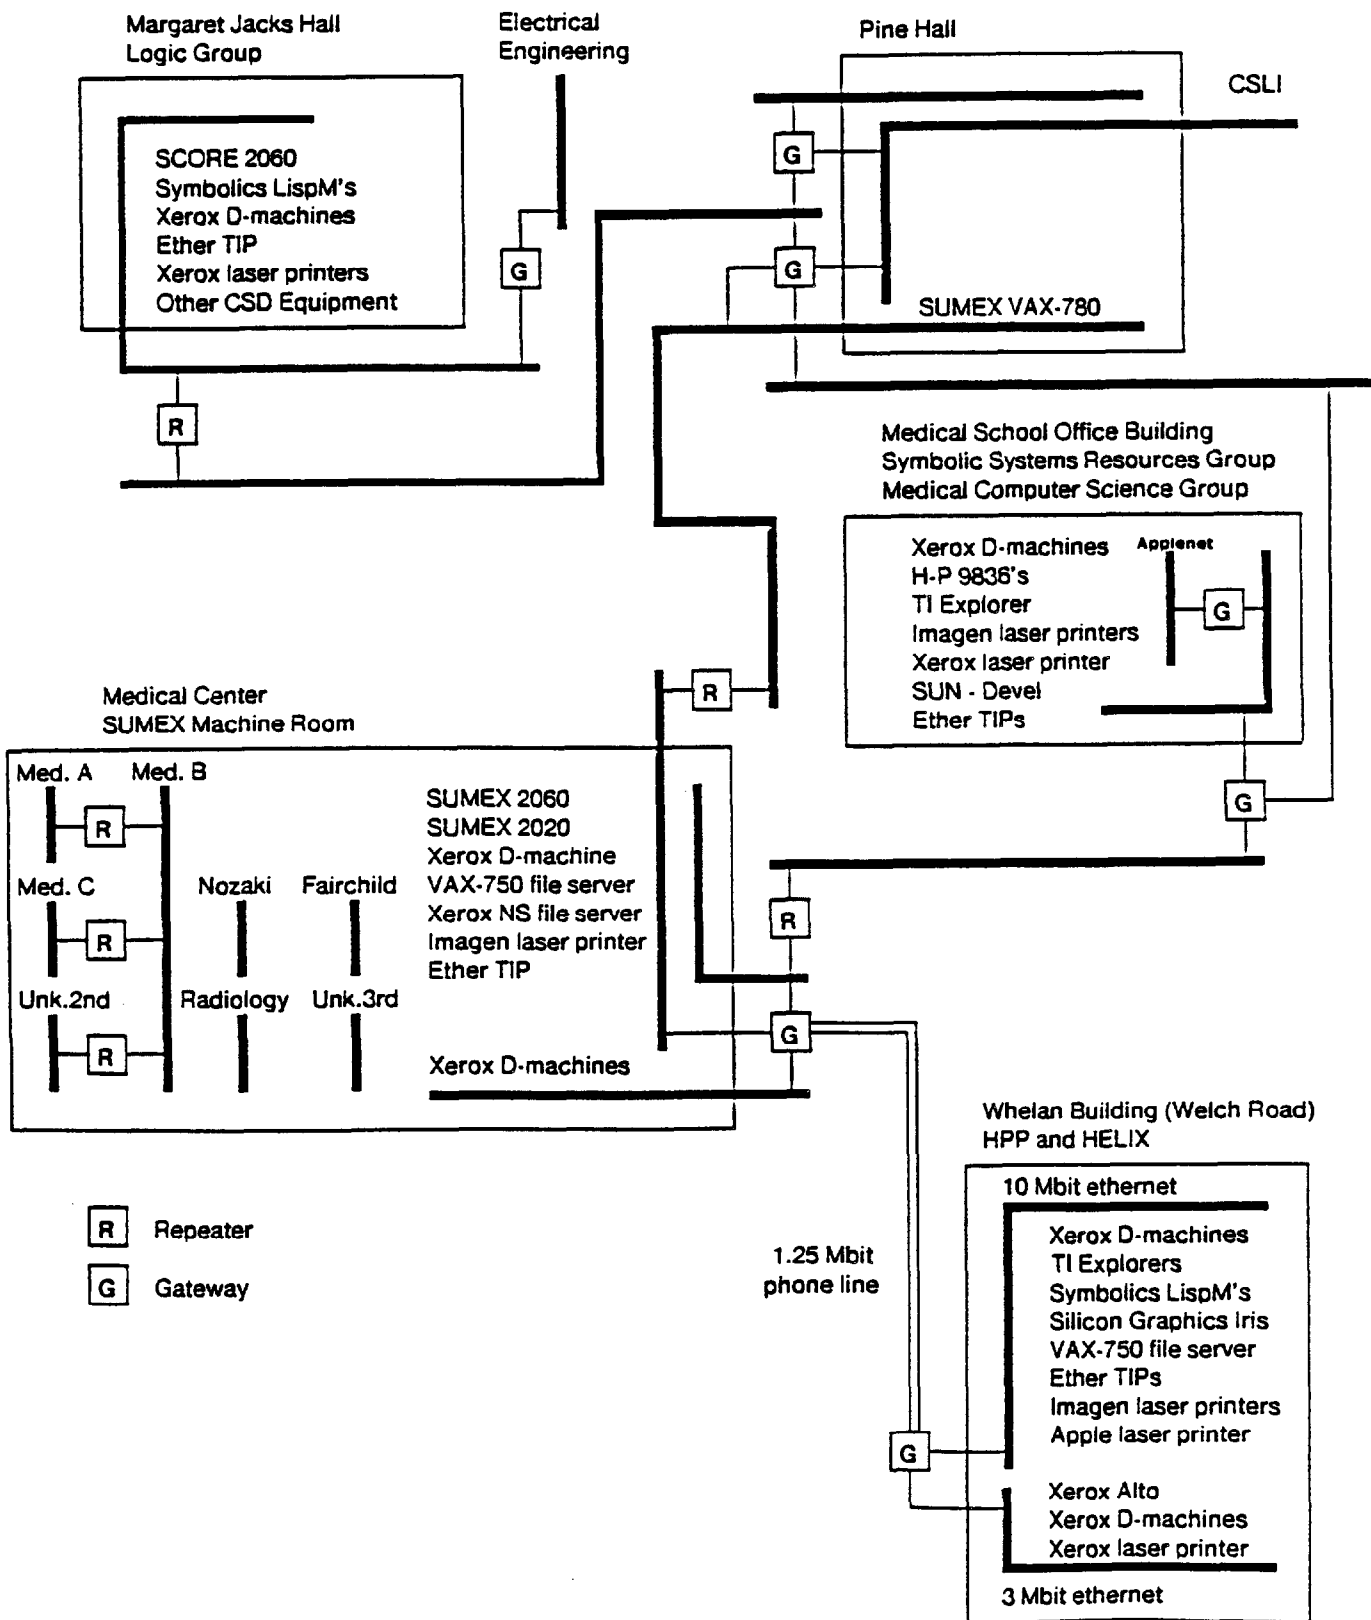 Margaret Jacks Hall
Logic Group
Electrical
Engineering
Pine Hall
CSLI
SCORE 2060
Symbolics LispM's
Xerox D-machines
Ether TIP
Xerox laser printers
Other CSD Equipment
G
G
G
SUMEX VAX-780
R
Medical School Office Building
Symbolic Systems Resources Group
Medical Computer Science Group
Xerox D-machines
H-P 9836's
TI Explorer
Imagen laser printers
Xerox laser printer
SUN - Devel
Ether TIPs
Applenet
G
R
G
Medical Center
SUMEX Machine Room
Med. A
Med. B
R
Med. C
Nozaki
Fairchild
R
Unk.2nd
Radiology
Unk.3rd
R
SUMEX 2060
SUMEX 2020
Xerox D-machine
VAX-750 file server
Xerox NS file server
Imagen laser printer
Ether TIP
Xerox D-machines
R
G
R Repeater
G Gateway
1.25 Mbit
phone line
Whelan Building (Welch Road)
HPP and HELIX
10 Mbit ethernet
Xerox D-machines
TI Explorers
Symbolics LispM's
Silicon Graphics Iris
VAX-750 file server
Ether TIPs
Imagen laser printers
Apple laser printer
G
Xerox Alto
Xerox D-machines
Xerox laser printer
3 Mbit ethernet